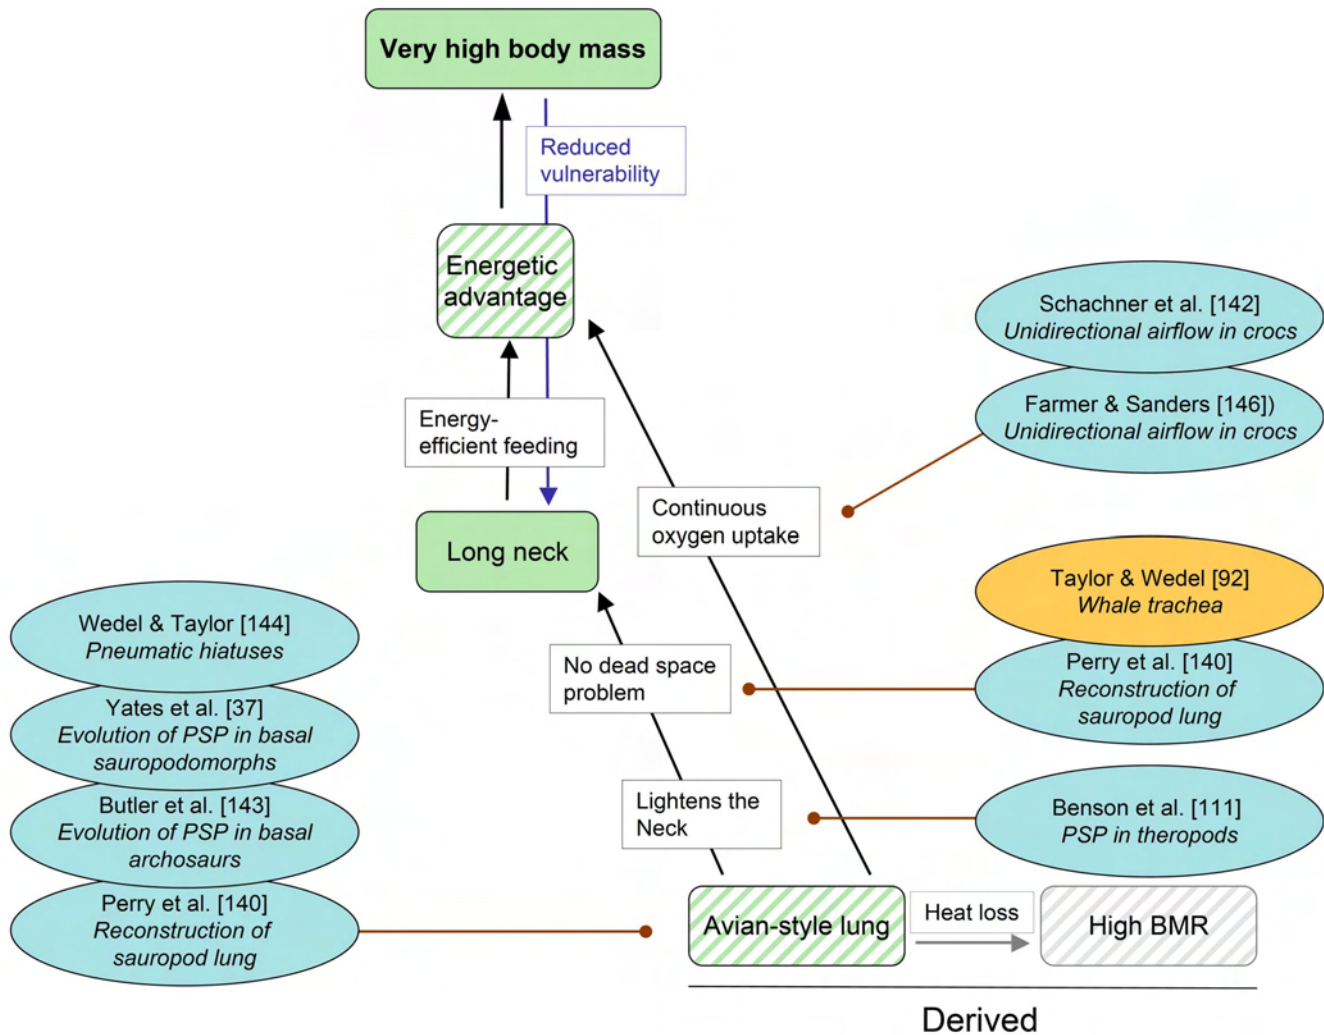 Very high body mass
Reduced
vulnerability
Energetic
advantage
Energy-
efficient feeding
Long neck
Continuous
oxygen uptake
No dead space
problem
Lightens the
Neck
Avian-style lung
Heat loss
High BMR
Derived
Schachner et al. [142]
Unidirectional airflow in crocs
Farmer & Sanders [146])
Unidirectional airflow in crocs
Taylor & Wedel [92]
Whale trachea
Perry et al. [140]
Reconstruction of
sauropod lung
Benson et al. [111]
PSP in theropods
Wedel & Taylor [144]
Pneumatic hiatuses
Yates et al. [37]
Evolution of PSP in basal
sauropodomorphs
Butler et al. [143]
Evolution of PSP in basal
archosaurs
Perry et al. [140]
Reconstruction of
sauropod lung